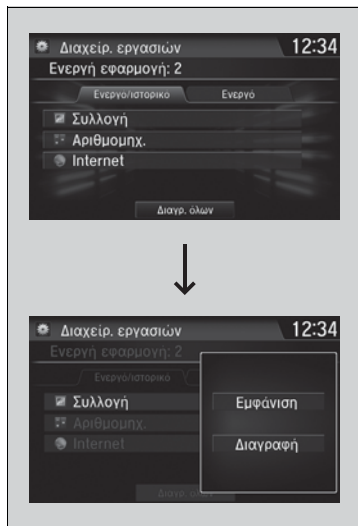 Διαχείρ. εργασιών 12:34
Ενεργή εφαρμογή: 2
Ενεργό/ιστορικό Ενεργό
Συλλογή
Αριθμομηχ.
Internet
Διαγρ. όλων
Διαχείρ. εργασιών 12:34
Ενεργή εφαρμογή: 2
Ενεργό/ιστορικό
Συλλογή Εμφάνιση
Αριθμομηχ.
Internet Διαγραφή
Διαγρ. όλων